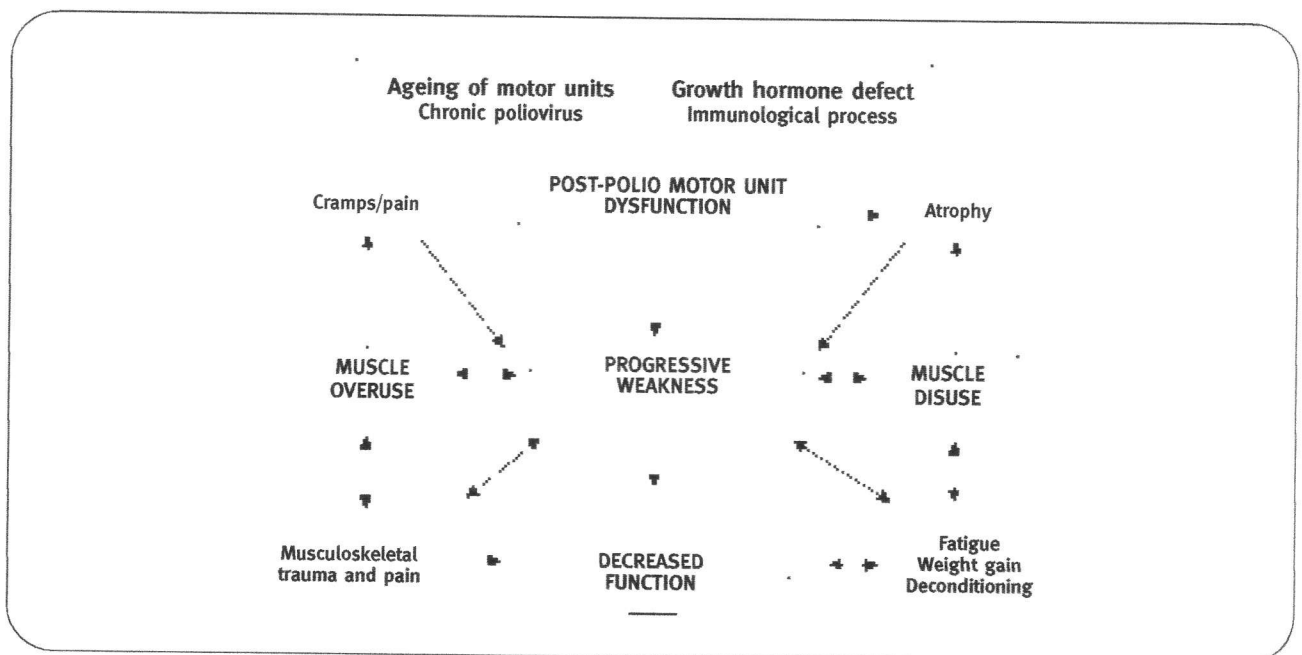 Ageing of motor units
Chronic poliovirus
Growth hormone defect
Immunological process
POST-POLIO MOTOR UNIT
DYSFUNCTION
Cramps/pain
Atrophy
MUSCLE
OVERUSE
PROGRESSIVE
WEAKNESS
MUSCLE
DISUSE
Musculoskeletal
trauma and pain
DECREASED
FUNCTION
Fatigue
Weight gain
Deconditioning